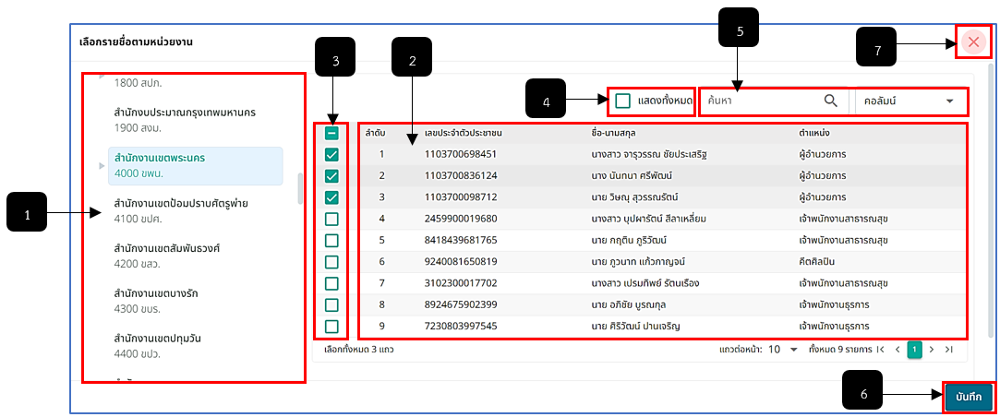 5
7
เลือกรายชื่อตามหน่วยงาน
3
2
4
แสดงทั้งหมด
ค้นหา
คอลัมน์
1800 สปภ.
สำนักงบประมาณกรุงเทพมหานคร
1900 สงม.
สำนักงานเขตพระนคร
4000 ขพน.
1
สำนักงานเขตป้อมปราบศัตรูพ่าย
4100 ขปศ.
สำนักงานเขตสัมพันธวงศ์
4200 ขสว.
สำนักงานเขตบางรัก
4300 ขบร.
สำนักงานเขตปทุมวัน
4400 ขปว.
ลำดับ เลขประจำตัวประชาชน ชื่อ-นามสกุล ตำแหน่ง
1 1103700698451 นางสาว จารุวรรณ ชัยประเสริฐ ผู้อำนวยการ
2 1103700836124 นาง นันทนา ศรีพัฒน์ ผู้อำนวยการ
3 1103700098712 นาย วิษณุ สุวรรณรัตน์ ผู้อำนวยการ
4 2459900019680 นางสาว บุปผารัตน์ สีลาเหลี่ยม เจ้าพนักงานสาธารณสุข
5 8418439681765 นาย กฤติน ภูริวัฒน์ เจ้าพนักงานสาธารณสุข
6 9240081650819 นาย ภูวนาท แก้วกาญจน์ คีตศิลปิน
7 3102300017702 นางสาว เปรมทิพย์ รัตนเรือง เจ้าพนักงานสาธารณสุข
8 8924675902399 นาย อภิชัย บูรณกุล เจ้าพนักงานธุรการ
9 7230803997545 นาย ศิริวัฒน์ ปานเจริญ เจ้าพนักงานธุรการ
เลือกทั้งหมด 3 แถว
แถวต่อหน้า: 10 ทั้งหมด 9 รายการ 1
6
บันทึก